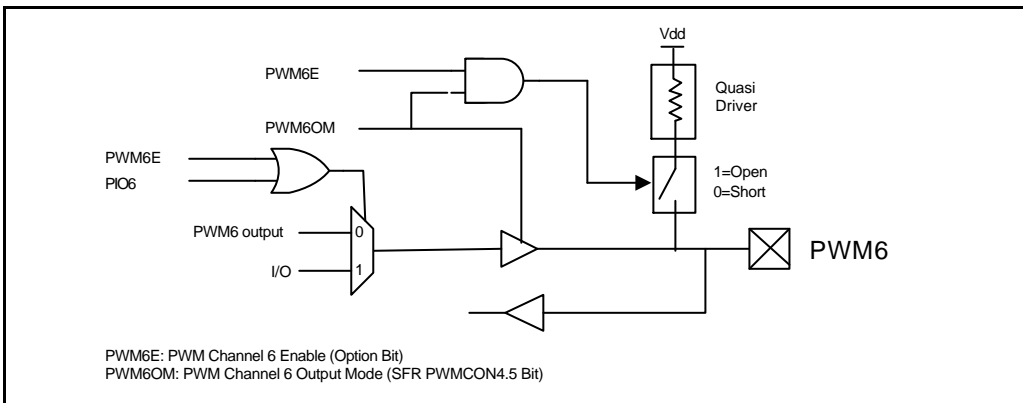 Vdd
PWM6E
Quasi
Driver
PWM6OM
PWM6E
PIO6
1=Open
0=Short
PWM6 output
0
PWM6
I/O
1
PWM6E: PWM Channel 6 Enable (Option Bit)
PWM6OM: PWM Channel 6 Output Mode (SFR PWMCON4.5 Bit)